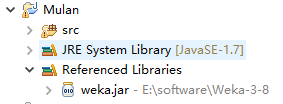 Mulan
src
JRE System Library [JavaSE-1.7]
Referenced Libraries
weka.jar - E:\software\Weka-3-8